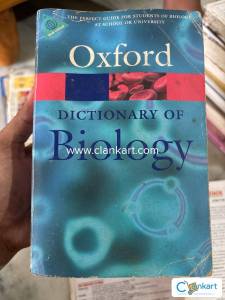 THE PERFECT GUIDE FOR STUDENTS OF BIOLOGY
AT SCHOOL OR UNIVERSITY
Oxford
DICTIONARY OF
Biology
www.clankart.com
Clankart